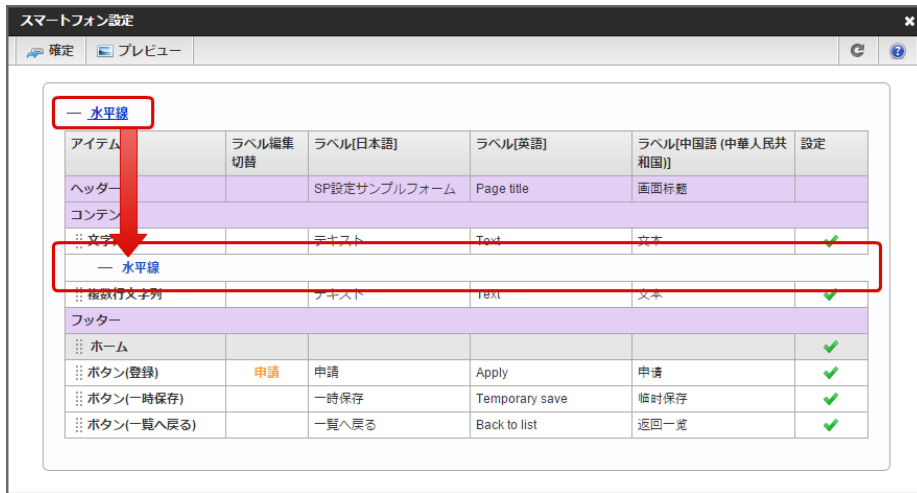 スマートフォン設定
確定 プレビュー
水平線
アイテム ラベル編集切替 ラベル[日本語] ラベル[英語] ラベル[中国語 (中華人民共和国)] 設定
ヘッダー SP設定サンプルフォーム Page title 画面标题
コンテン
文字 テキスト Text 文本
水平線
複数行文字列 テキスト Text 文本
フッター
ホーム
ボタン(登録) 申請 申請 Apply 申请
ボタン(一時保存) 一時保存 Temporary save 临时保存
ボタン(一覧へ戻る) 一覧へ戻る Back to list 返回一览